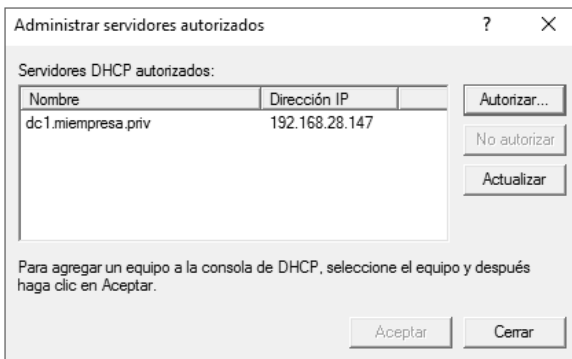 Administrar servidores autorizados ? ×
Servidores DHCP autorizados:
Nombre Dirección IP
dc1.miempresa.priv 192.168.28.147
Autorizar...
No autorizar
Actualizar
Para agregar un equipo a la consola de DHCP, seleccione el equipo y después
haga clic en Aceptar.
Aceptar Cerrar